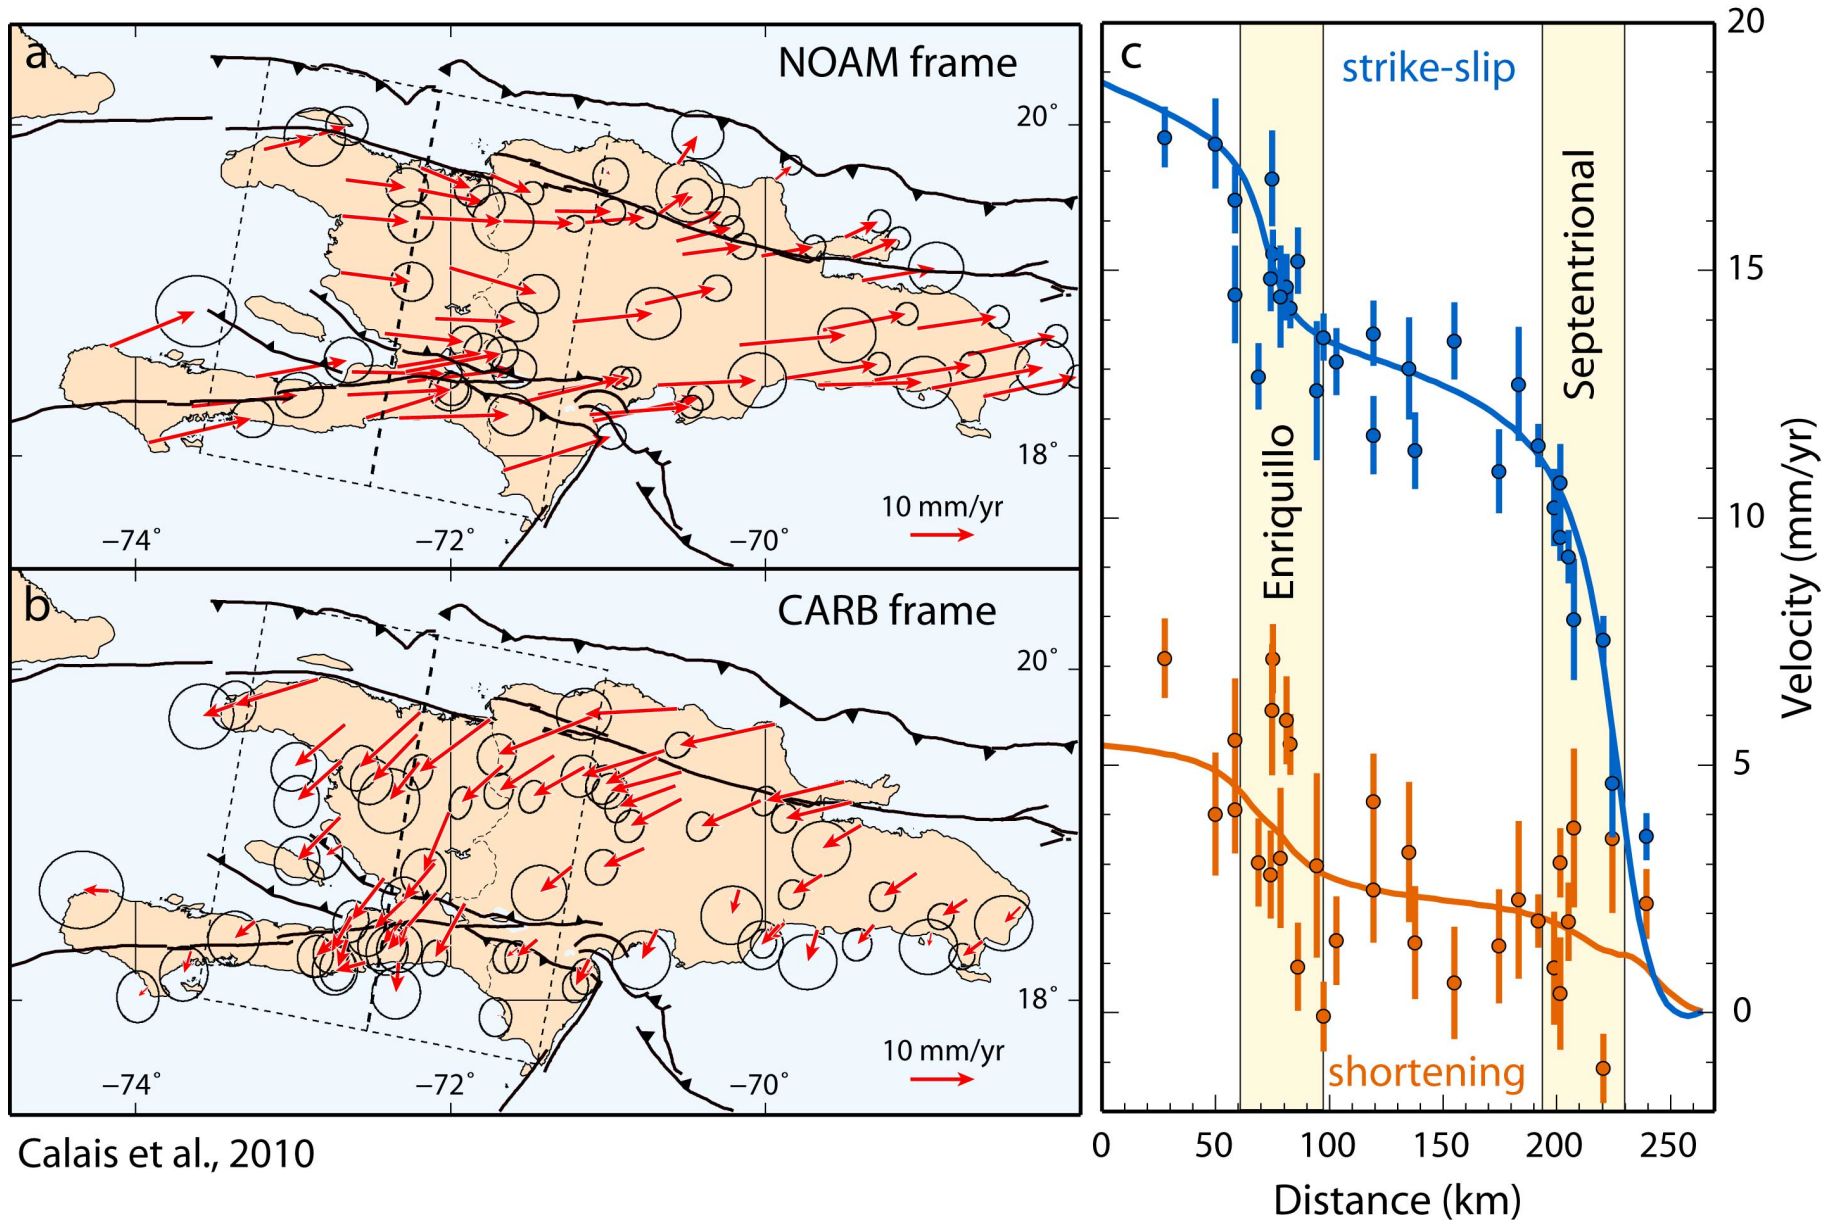 a
NOAM frame
20°
18°
10 mm/yr
−74°
−72°
−70°
b
CARB frame
20°
18°
10 mm/yr
−74°
−72°
−70°
Calais et al., 2010
c
strike-slip
Enriquillo
Septentrional
shortening
20
15
10
5
0
Velocity (mm/yr)
0 50 100 150 200 250
Distance (km)